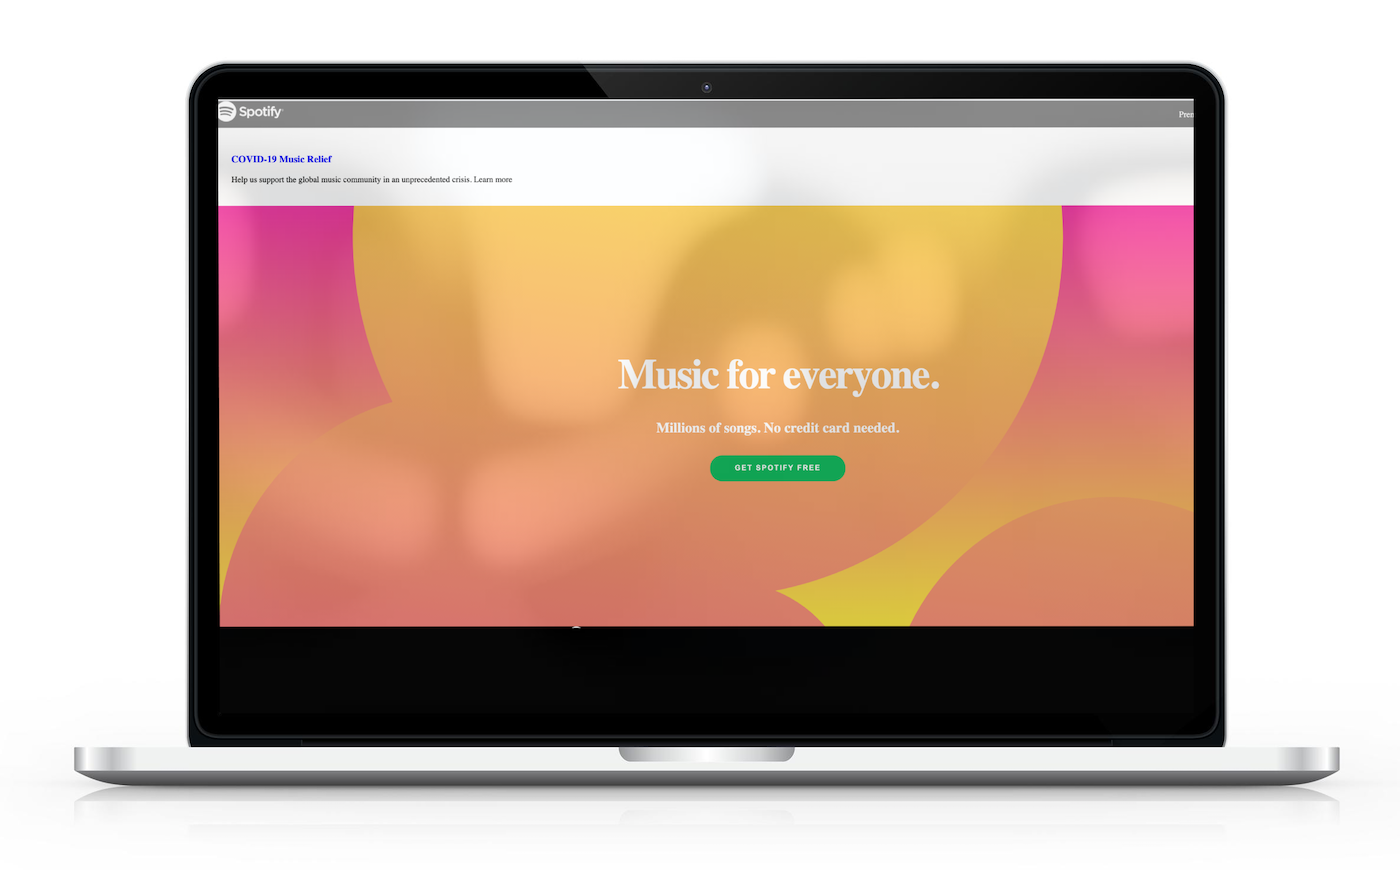 Spotify
COVID-19 Music Relief
Help us support the global music community in an unprecedented crisis. Learn more
Music for everyone.
Millions of songs. No credit card needed.
GET SPOTIFY FREE